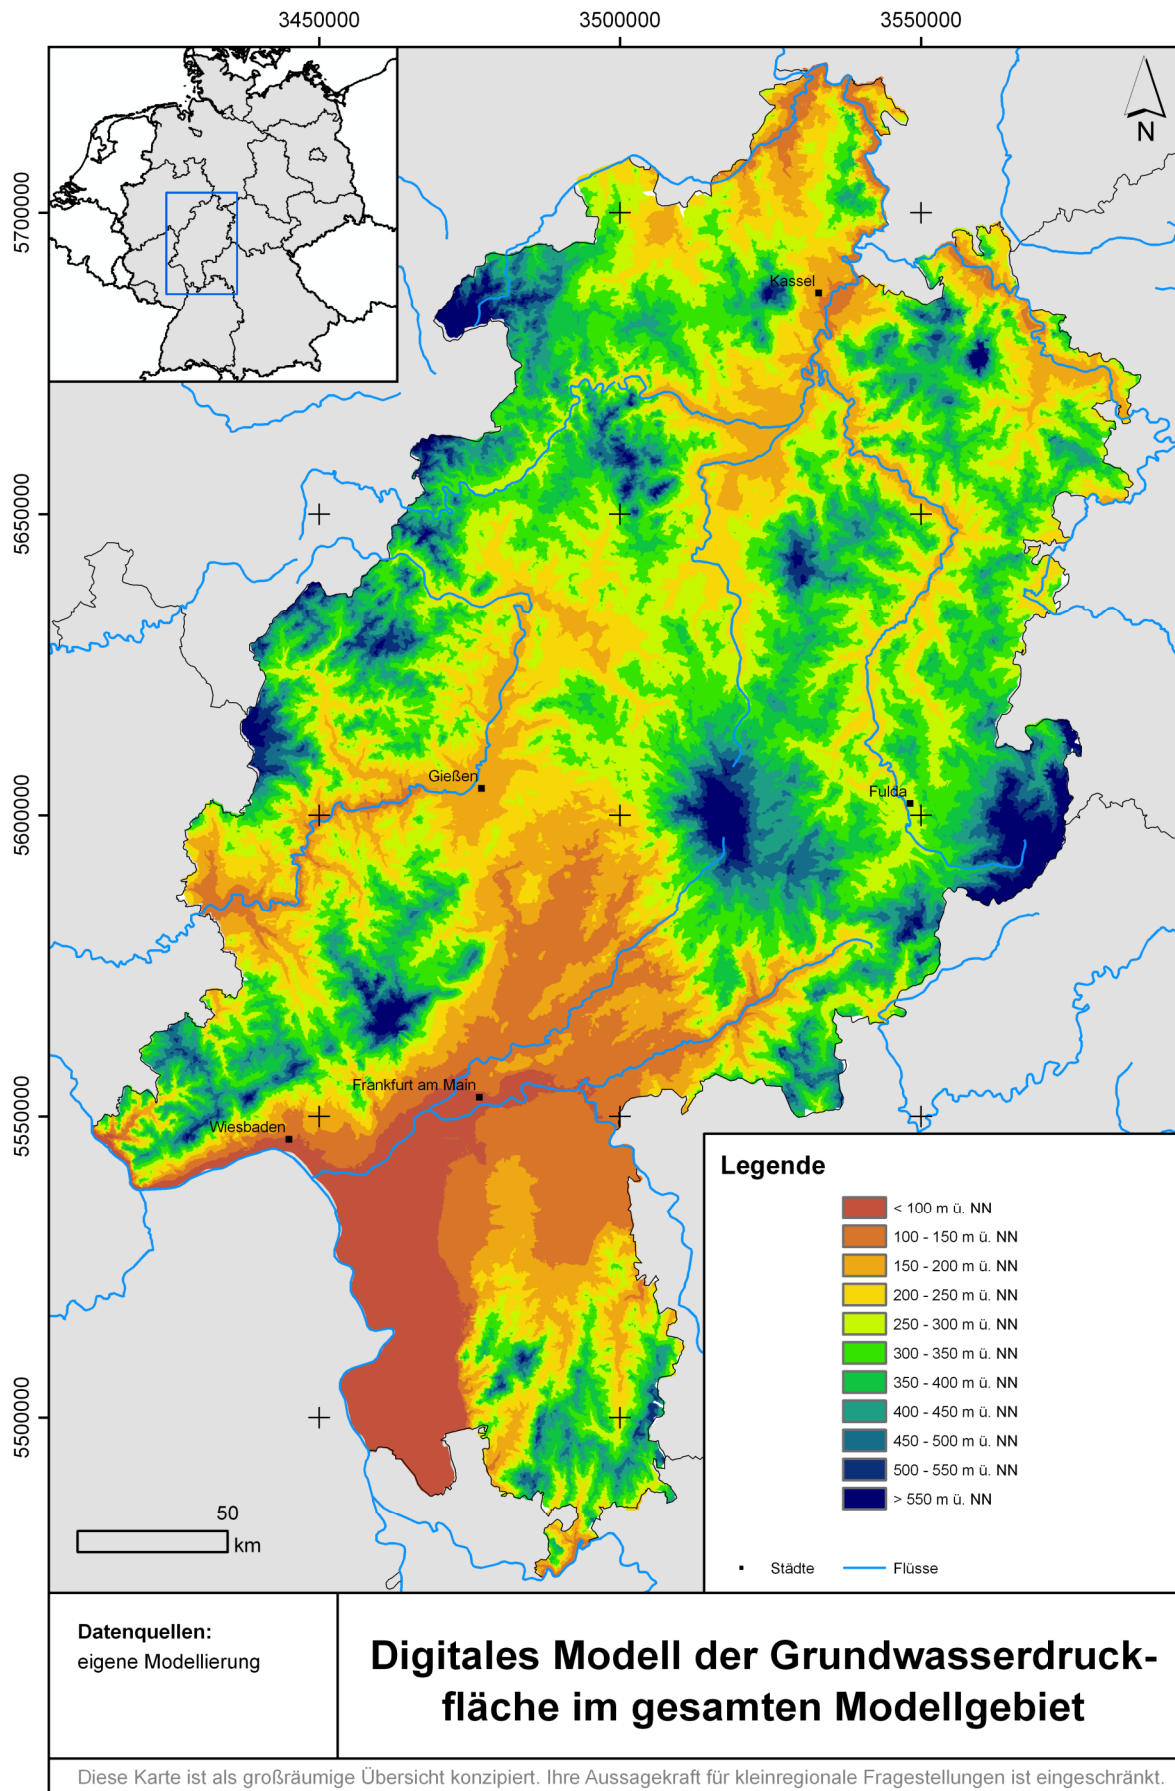 3450000
3500000
3550000
5700000
5650000
5600000
5550000
5500000
N
Kassel
Gießen
Fulda
Frankfurt am Main
Wiesbaden
Legende
< 100 m ü. NN
100 - 150 m ü. NN
150 - 200 m ü. NN
200 - 250 m ü. NN
250 - 300 m ü. NN
300 - 350 m ü. NN
350 - 400 m ü. NN
400 - 450 m ü. NN
450 - 500 m ü. NN
500 - 550 m ü. NN
> 550 m ü. NN
Städte
Flüsse
50
km
Datenquellen:
eigene Modellierung
Digitales Modell der Grundwasserdruck-
fläche im gesamten Modellgebiet
Diese Karte ist als großräumige Übersicht konzipiert. Ihre Aussagekraft für kleinregionale Fragestellungen ist eingeschränkt.